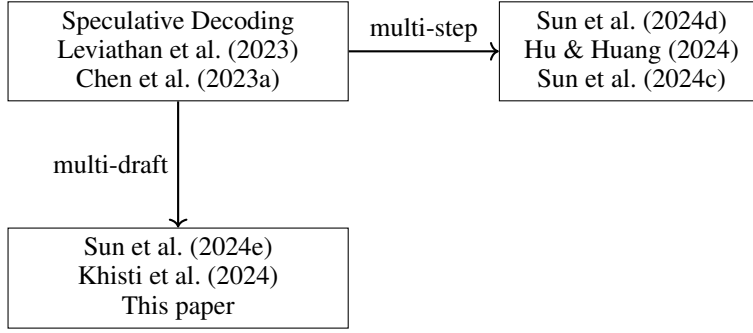 Speculative Decoding
Leviathan et al. (2023)
Chen et al. (2023a)
multi-step
Sun et al. (2024d)
Hu & Huang (2024)
Sun et al. (2024c)
multi-draft
Sun et al. (2024e)
Khisti et al. (2024)
This paper